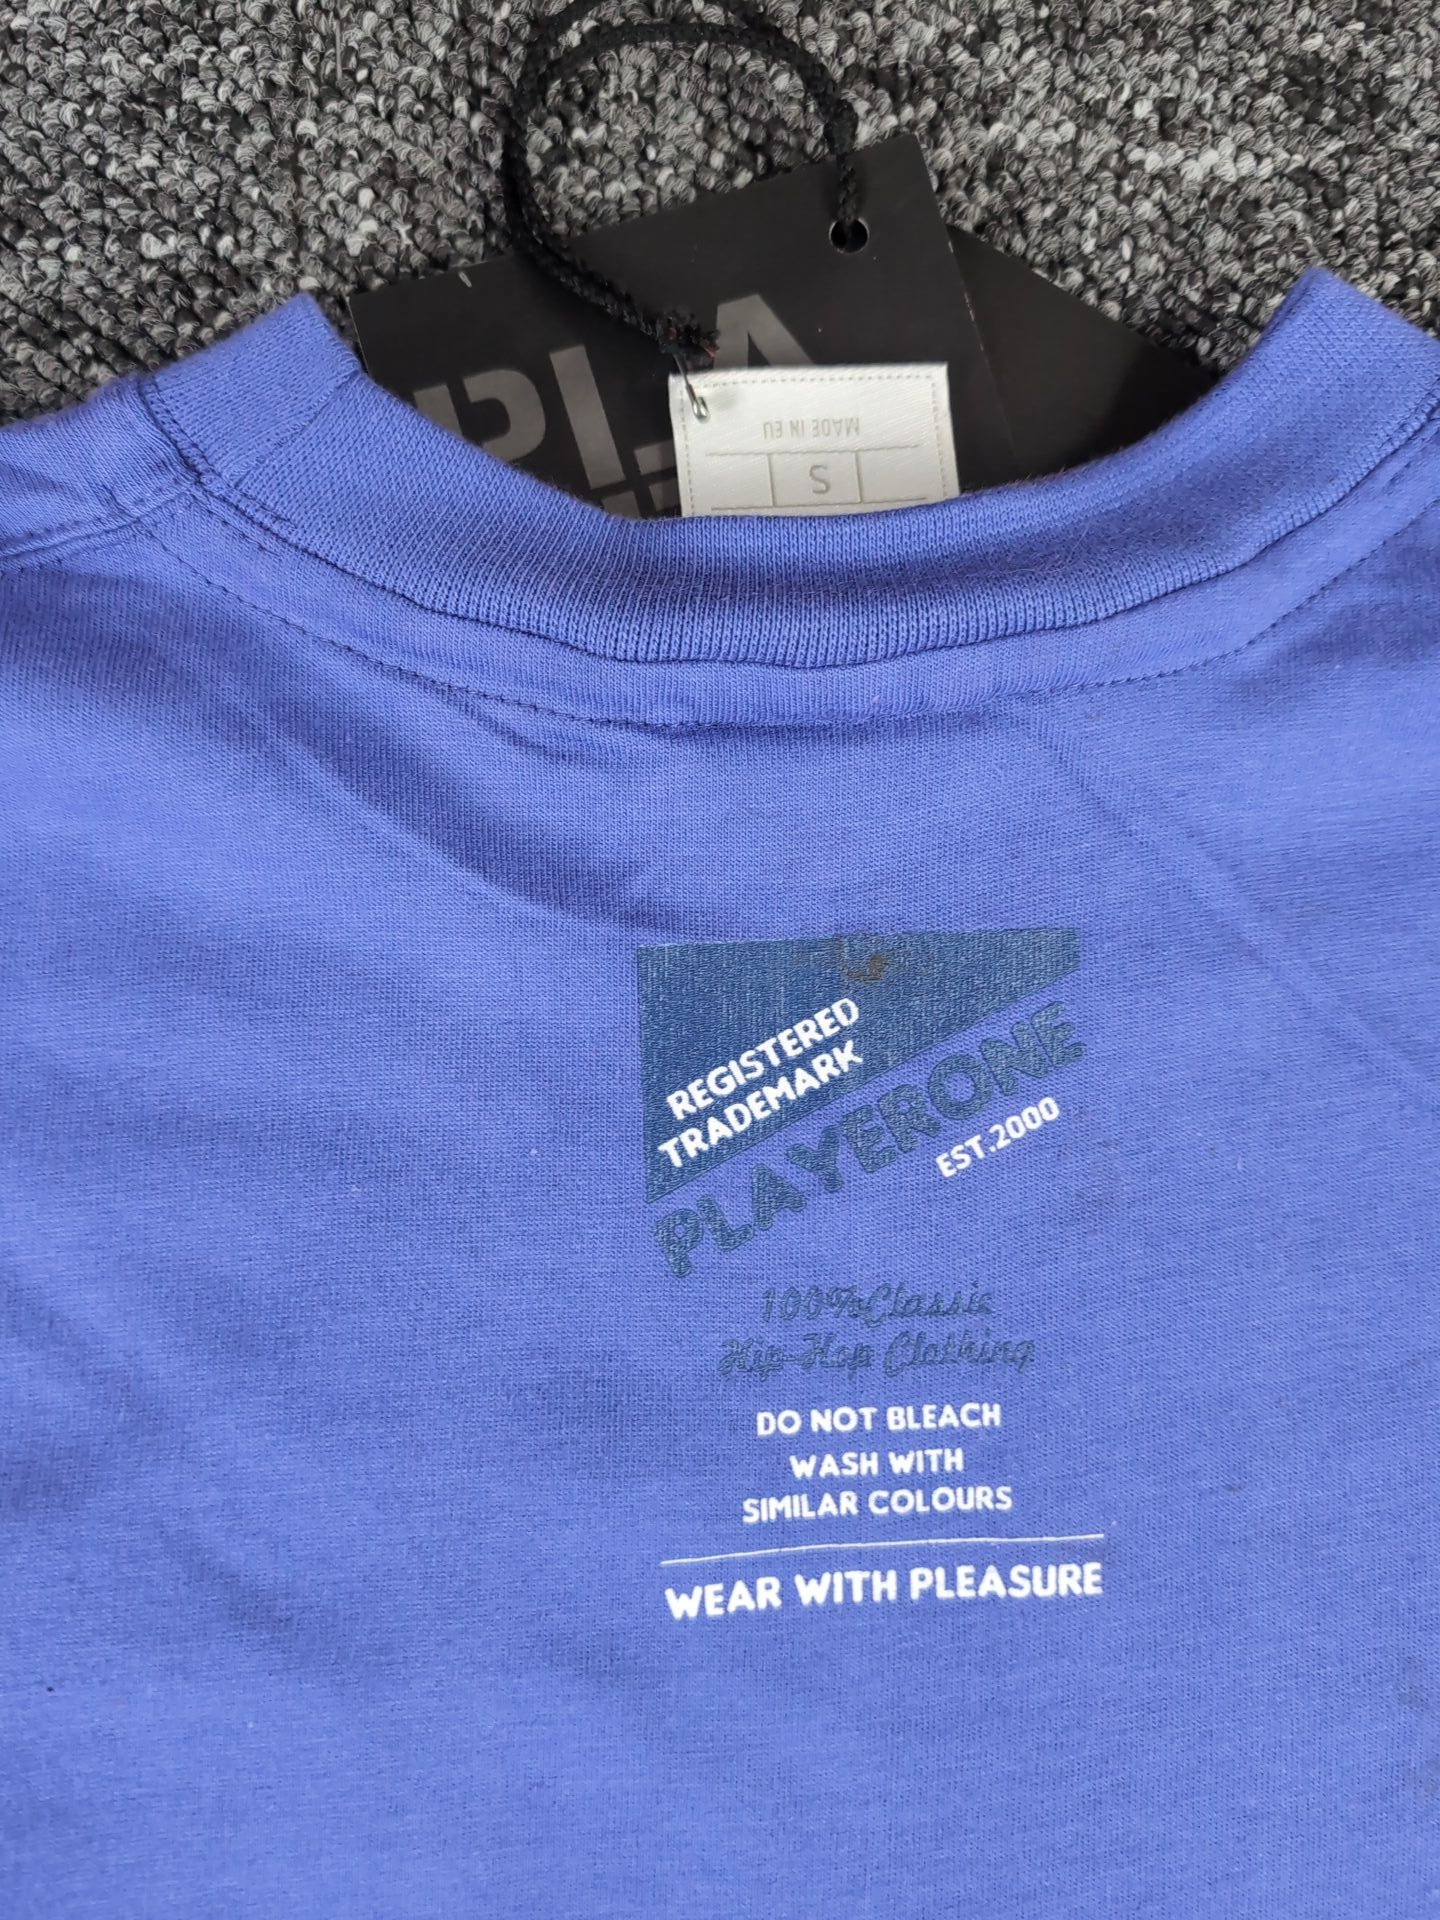 MADE IN EU
S
REGISTERED
TRADEMARK
PLAYERONE
EST.2000
100%Classic
Hip-Hop Clothing
DO NOT BLEACH
WASH WITH
SIMILAR COLOURS
WEAR WITH PLEASURE